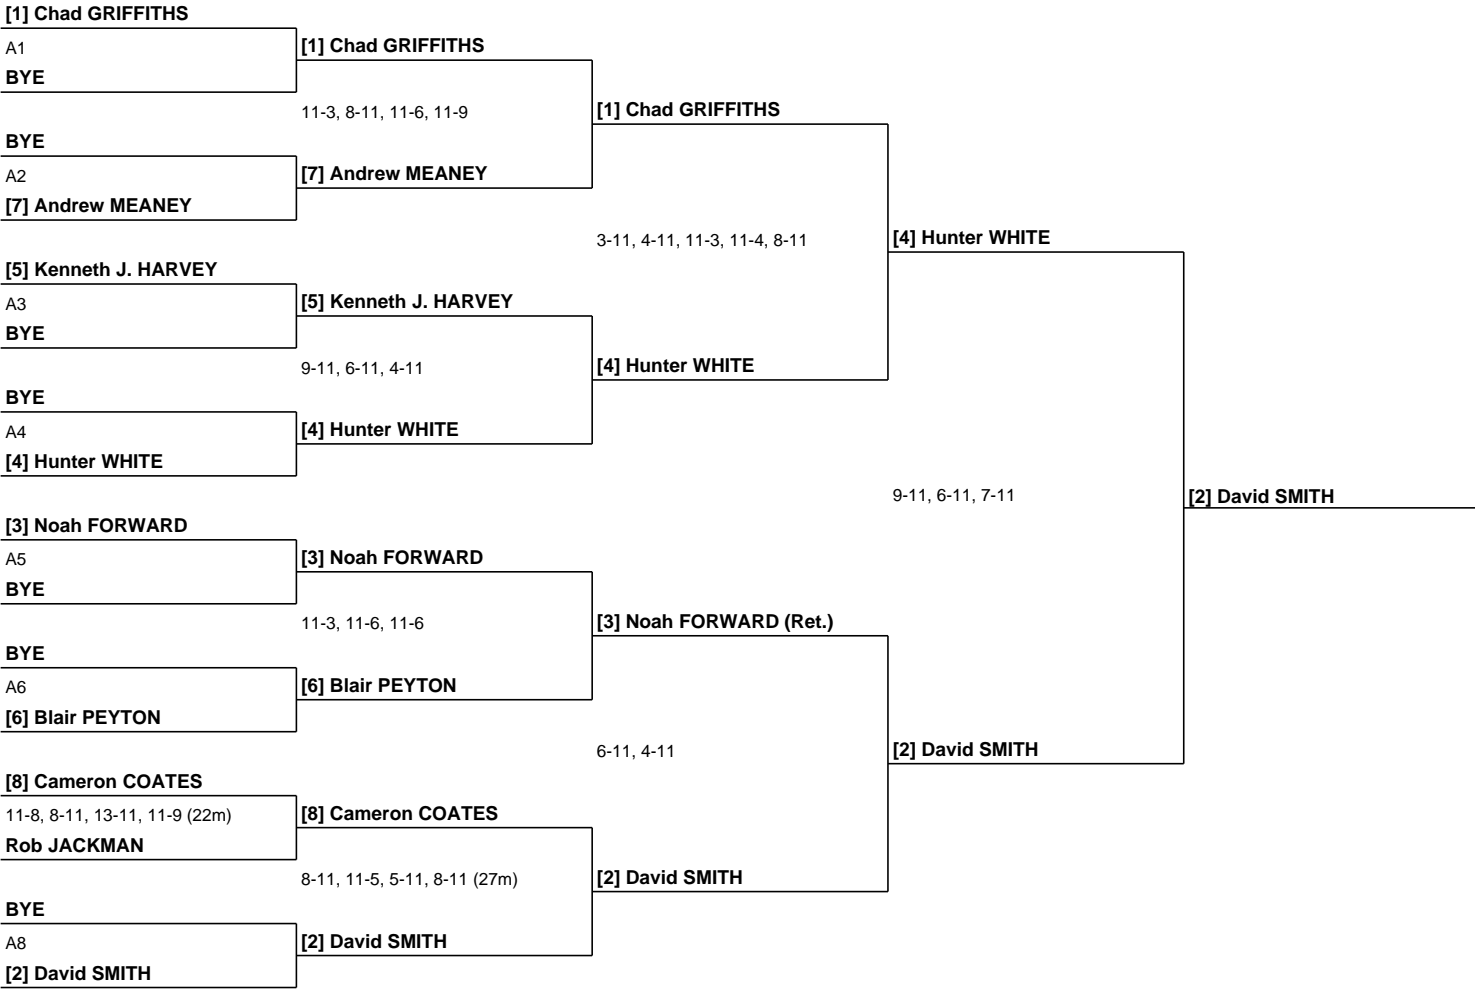 [1] Chad GRIFFITHS
A1
[1] Chad GRIFFITHS
BYE
11-3, 8-11, 11-6, 11-9
[1] Chad GRIFFITHS
BYE
A2
[7] Andrew MEANEY
[7] Andrew MEANEY
3-11, 4-11, 11-3, 11-4, 8-11
[4] Hunter WHITE
[5] Kenneth J. HARVEY
A3
[5] Kenneth J. HARVEY
BYE
9-11, 6-11, 4-11
[4] Hunter WHITE
BYE
A4
[4] Hunter WHITE
[4] Hunter WHITE
9-11, 6-11, 7-11
[2] David SMITH
[3] Noah FORWARD
A5
[3] Noah FORWARD
BYE
11-3, 11-6, 11-6
[3] Noah FORWARD (Ret.)
BYE
A6
[6] Blair PEYTON
[6] Blair PEYTON
6-11, 4-11
[2] David SMITH
[8] Cameron COATES
11-8, 8-11, 13-11, 11-9 (22m)
[8] Cameron COATES
Rob JACKMAN
8-11, 11-5, 5-11, 8-11 (27m)
[2] David SMITH
BYE
A8
[2] David SMITH
[2] David SMITH